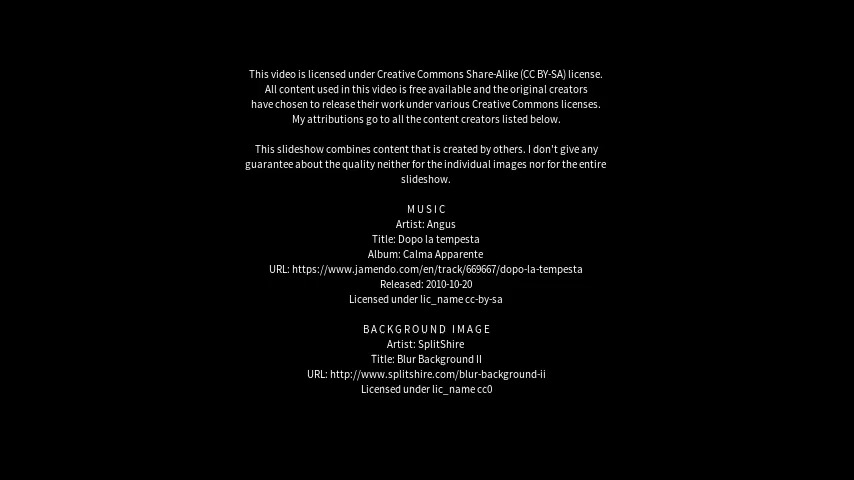 This video is licensed under Creative Commons Share-Alike (CC BY-SA) license.
All content used in this video is free available and the original creators
have chosen to release their work under various Creative Commons licenses.
My attributions go to all the content creators listed below.
This slideshow combines content that is created by others. I don't give any
guarantee about the quality neither for the individual images nor for the entire
slideshow.
MUSIC
Artist: Angus
Title: Dopo la tempesta
Album: Calma Apparente
URL: https://www.jamendo.com/en/track/669667/dopo-la-tempesta
Released: 2010-10-20
Licensed under lic_name cc-by-sa
BACKGROUND IMAGE
Artist: SplitShire
Title: Blur Background II
URL: http://www.splitshire.com/blur-background-ii
Licensed under lic_name cc0